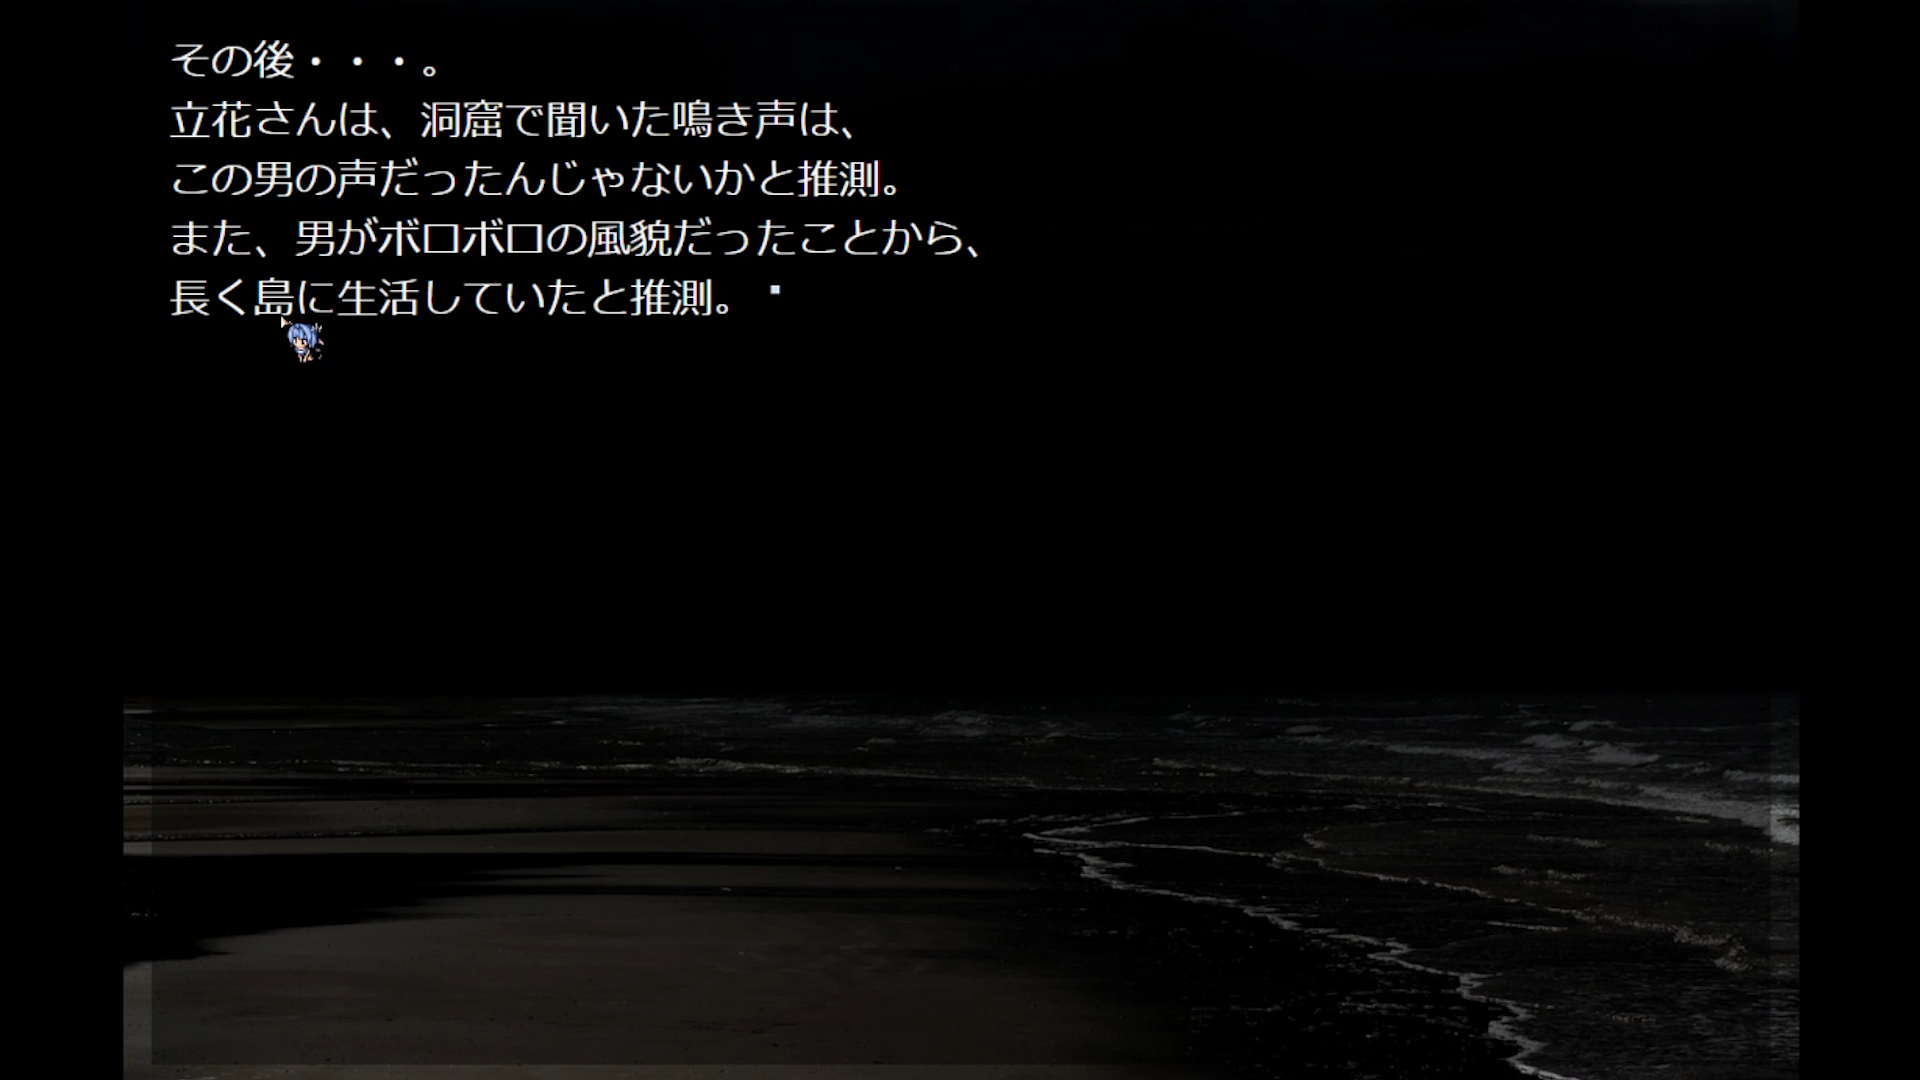 その後・・・。
立花さんは、洞窟で聞いた鳴き声は、
この男の声だったんじゃないかと推測。
また、男がボロボロの風貌だったことから、
長く島に生活していたと推測。